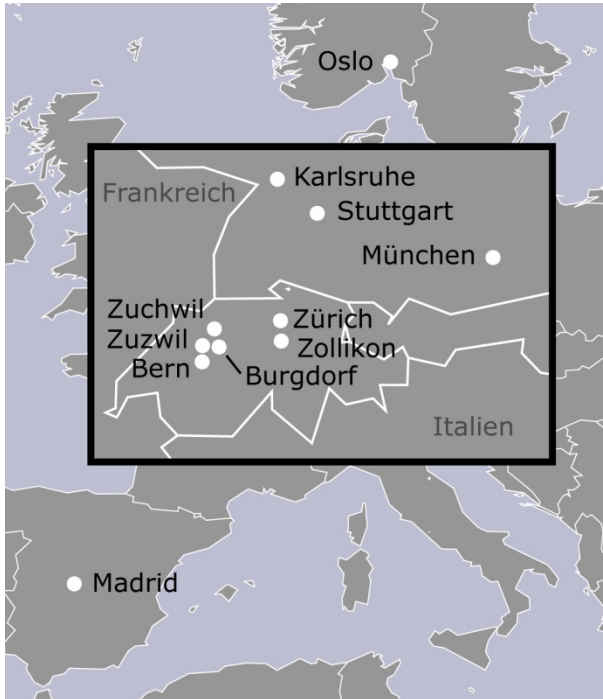 Oslo
Karlsruhe
Frankreich
Stuttgart
München
Zuchwil
Zürich
Zuzwil
Zollikon
Bern
Burgdorf
Italien
Madrid